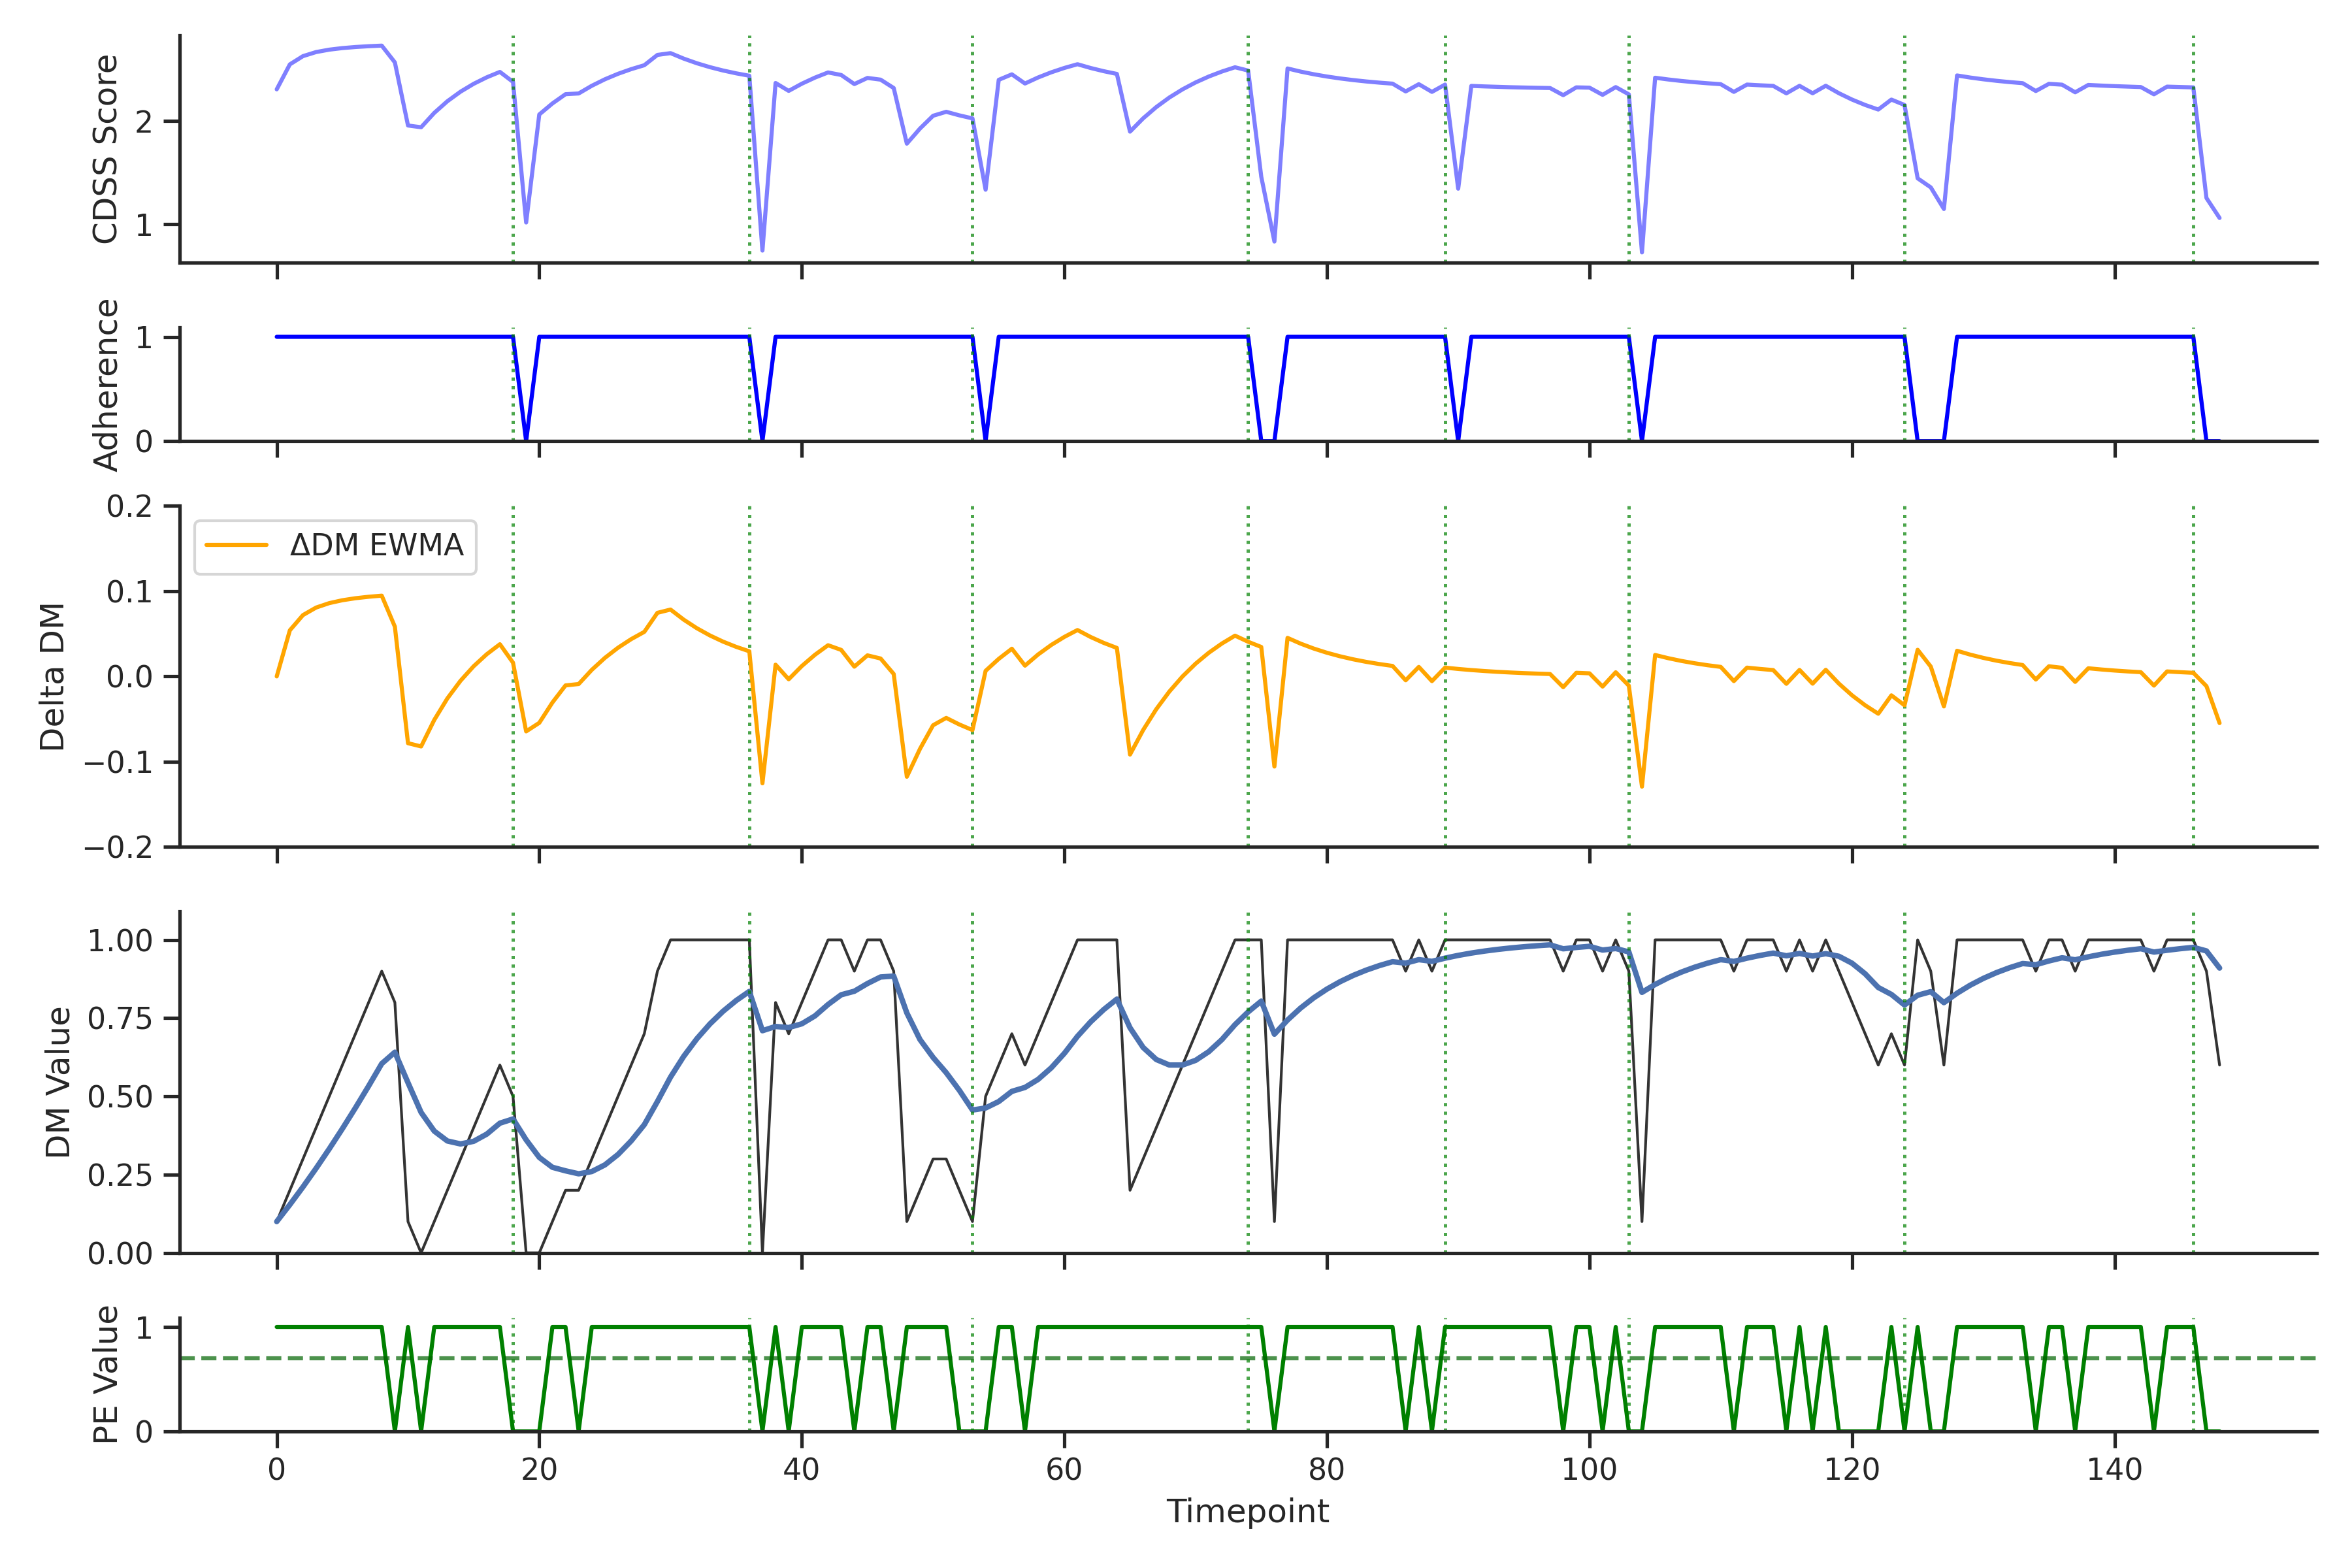 CDSS Score
2
1
Adherence
1
0
Delta DM
0.2
0.1
0.0
−0.1
−0.2
ΔDM EWMA
DM Value
1.00
0.75
0.50
0.25
0.00
PE Value
1
0
0 20 40 60 80 100 120 140
Timepoint